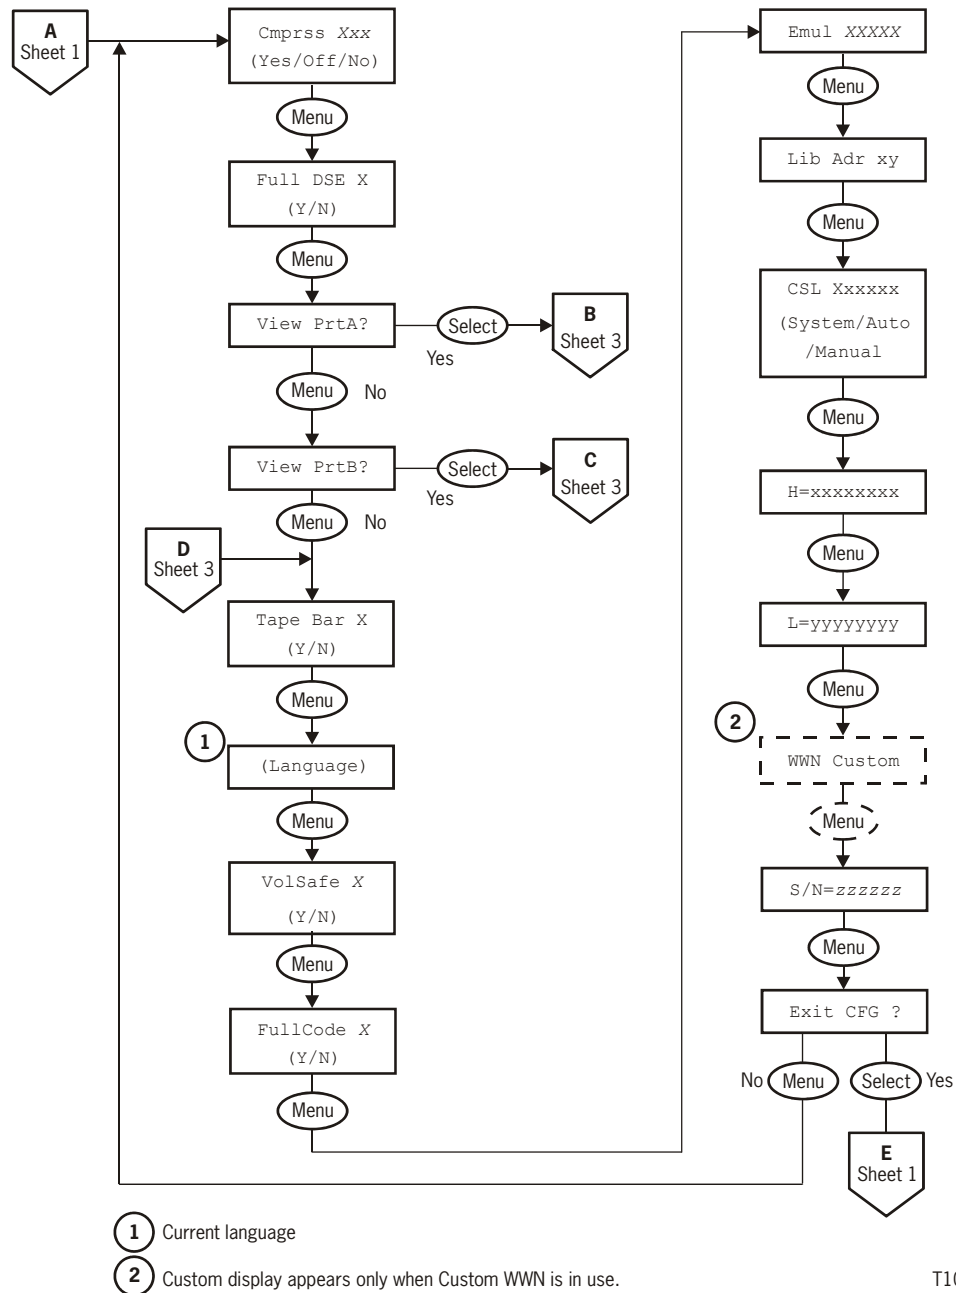 A
Sheet 1
Cmprss Xxx
(Yes/Off/No)
Menu
Full DSE X
(Y/N)
Menu
View PrtA?
Select
Yes
B
Sheet 3
Menu
No
View PrtB?
Select
Yes
C
Sheet 3
Menu
No
D
Sheet 3
Tape Bar X
(Y/N)
Menu
1
(Language)
Menu
VolSafe X
(Y/N)
Menu
FullCode X
(Y/N)
Menu
Emul XXXXX
Menu
Lib Adr xy
Menu
CSL Xxxxxx
(System/Auto
/Manual
Menu
H=xxxxxxxx
Menu
L=yyyyyyyy
Menu
2
WWN Custom
Menu
S/N=zzzzzz
Menu
Exit CFG ?
No
Menu
Select
Yes
E
Sheet 1
1 Current language
2 Custom display appears only when Custom WWN is in use.